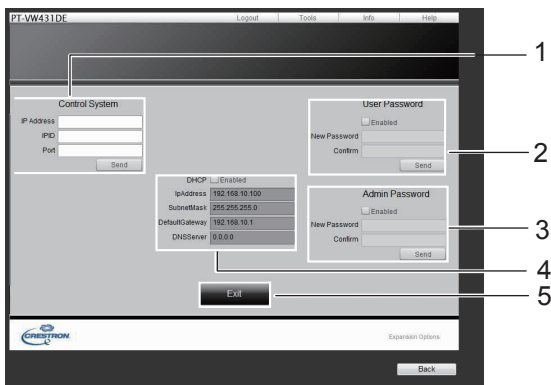 PT-VW431DE
Logout Tools Info Help
1
Control System
IP Address
IPID
Port
Send
User Password
Enabled
New Password
Confirm
Send
2
DHCP Enabled
IpAddress 192.168.10.100
SubnetMask 255.255.255.0
DefaultGateway 192.168.10.1
DNSServer 0.0.0.0
Admin Password
Enabled
New Password
Confirm
Send
3
4
Exit
5
CRESTRON
Expansion Options
Back